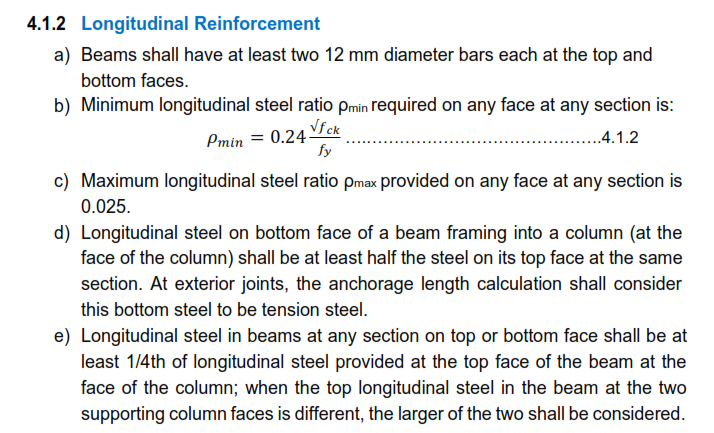 4.1.2 Longitudinal Reinforcement
a) Beams shall have at least two 12 mm diameter bars each at the top and
bottom faces.
b) Minimum longitudinal steel ratio ρmin required on any face at any section is:
ρmin = 0.24 √fck / fy ……………………………………………..4.1.2
c) Maximum longitudinal steel ratio ρmax provided on any face at any section is
0.025.
d) Longitudinal steel on bottom face of a beam framing into a column (at the
face of the column) shall be at least half the steel on its top face at the same
section. At exterior joints, the anchorage length calculation shall consider
this bottom steel to be tension steel.
e) Longitudinal steel in beams at any section on top or bottom face shall be at
least 1/4th of longitudinal steel provided at the top face of the beam at the
face of the column; when the top longitudinal steel in the beam at the two
supporting column faces is different, the larger of the two shall be considered.